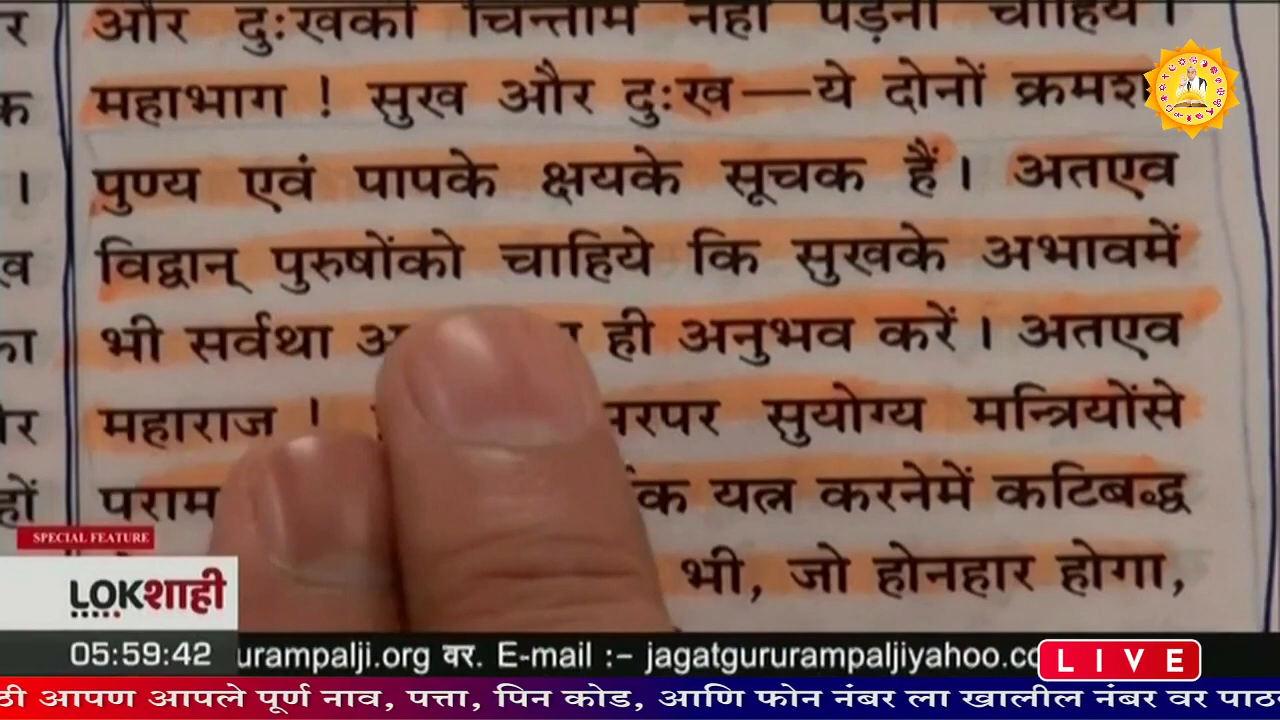 र
और दुःखकी चिन्तामें नहीं पड़ना चाहिये।
क
महाभाग ! सुख और दुःख—ये दोनों क्रमश
।
पुण्य एवं पापके क्षयके सूचक हैं। अतएव
विद्वान् पुरुषोंको चाहिये कि सुखके अभावमें
भी सर्वथा ही अनुभव करें। अतएव
महाराज ! सुयोग्य मन्त्रियोंसे
यत्न करनेमें कटिबद्ध
भी, जो होनहार होगा,
SPECIAL FEATURE
LOKशाही
05:59:42
urampalji.org वर. E-mail :- jagatgururampaljiyahoo.co
LIVE
ठी आपण आपले पूर्ण नाव, पत्ता, पिन कोड, आणि फोन नंबर ला खालील नंबर वर पाठ